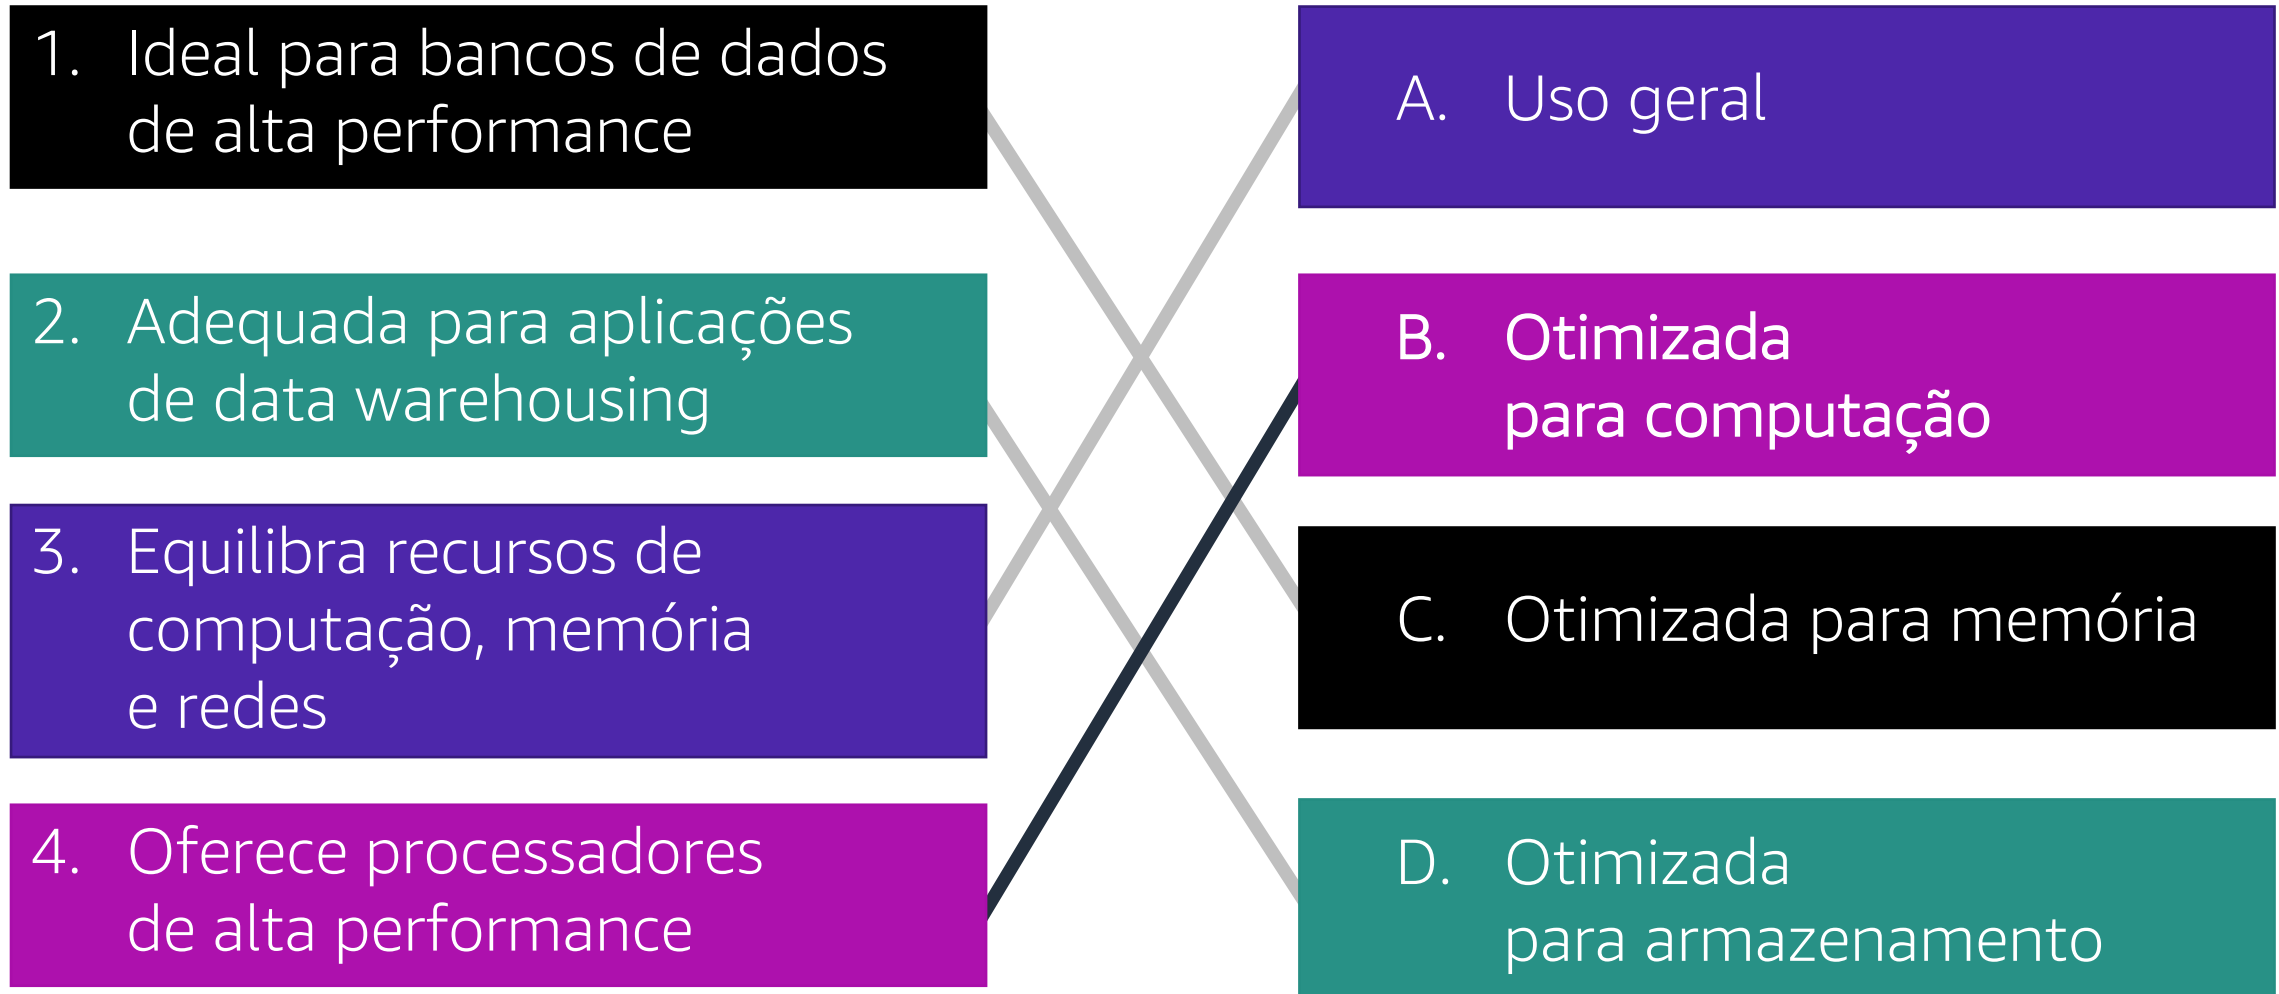 1. Ideal para bancos de dados
de alta performance
2. Adequada para aplicações
de data warehousing
3. Equilibra recursos de
computação, memória
e redes
4. Oferece processadores
de alta performance
A. Uso geral
B. Otimizada
para computação
C. Otimizada para memória
D. Otimizada
para armazenamento